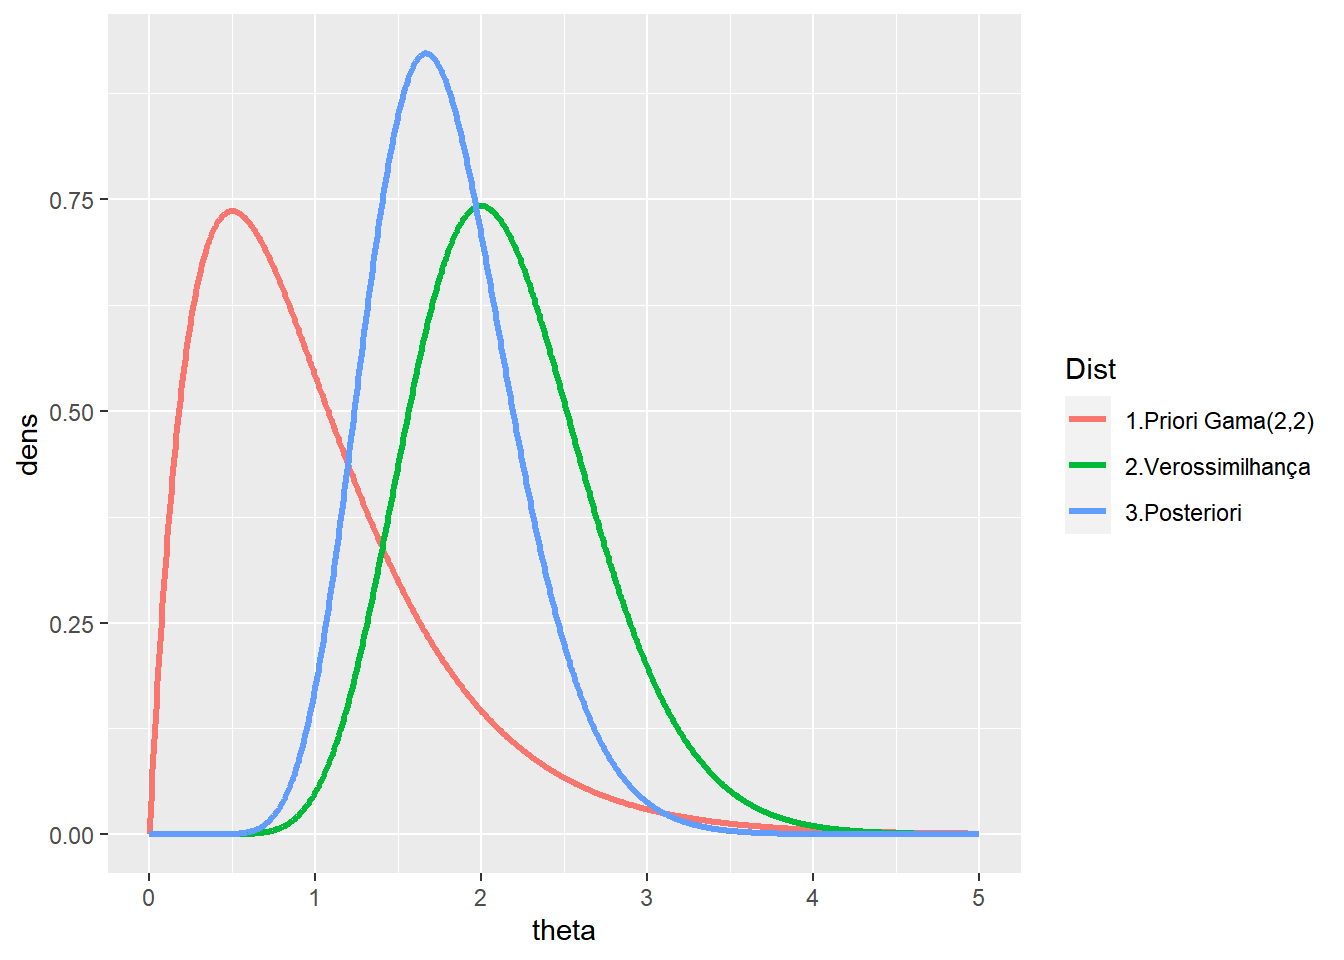 0.75
0.50
0.25
0.00
dens
0 1 2 3 4 5
theta
Dist
1.Priori Gama(2,2)
2.Verossimilhança
3.Posteriori